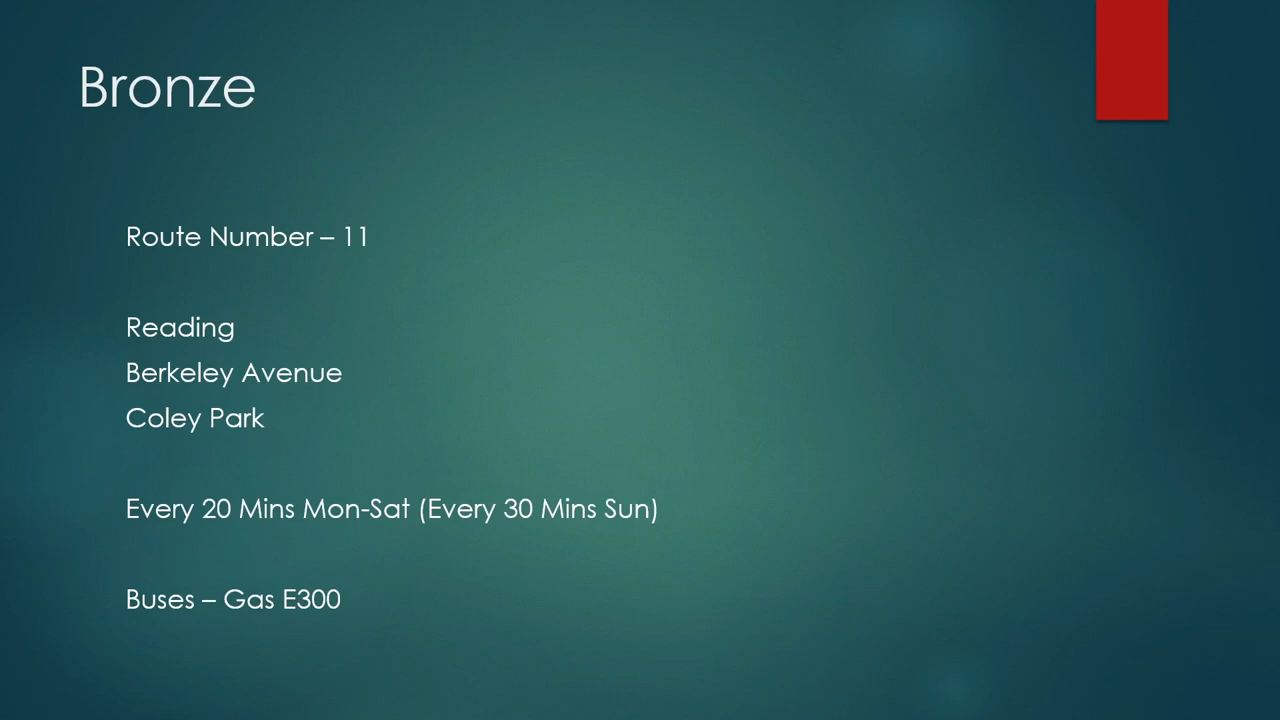 Bronze
Route Number – 11
Reading
Berkeley Avenue
Coley Park
Every 20 Mins Mon-Sat (Every 30 Mins Sun)
Buses – Gas E300